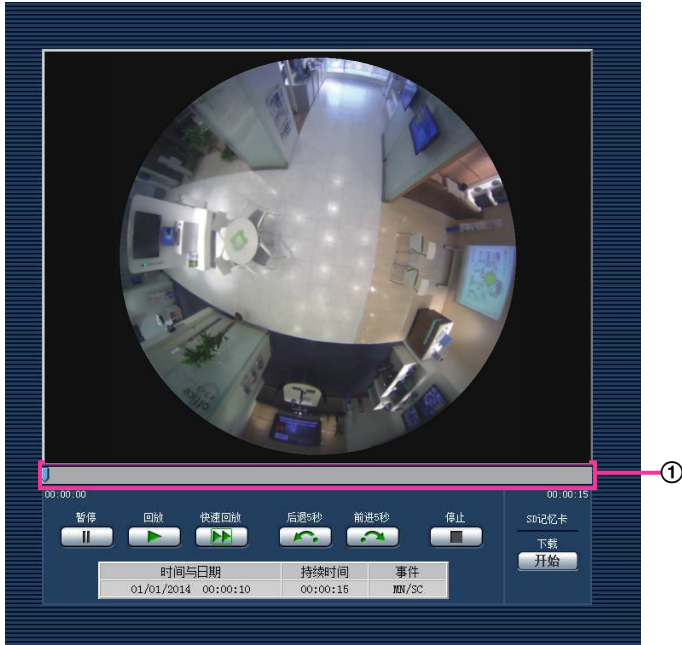 office
①
00:00:00 00:00:15
暂停 回放 快速回放 后退5秒 前进5秒 停止 SD记忆卡
下载
开始
时间与日期 持续时间 事件
01/01/2014 00:00:10 00:00:15 MN/SC